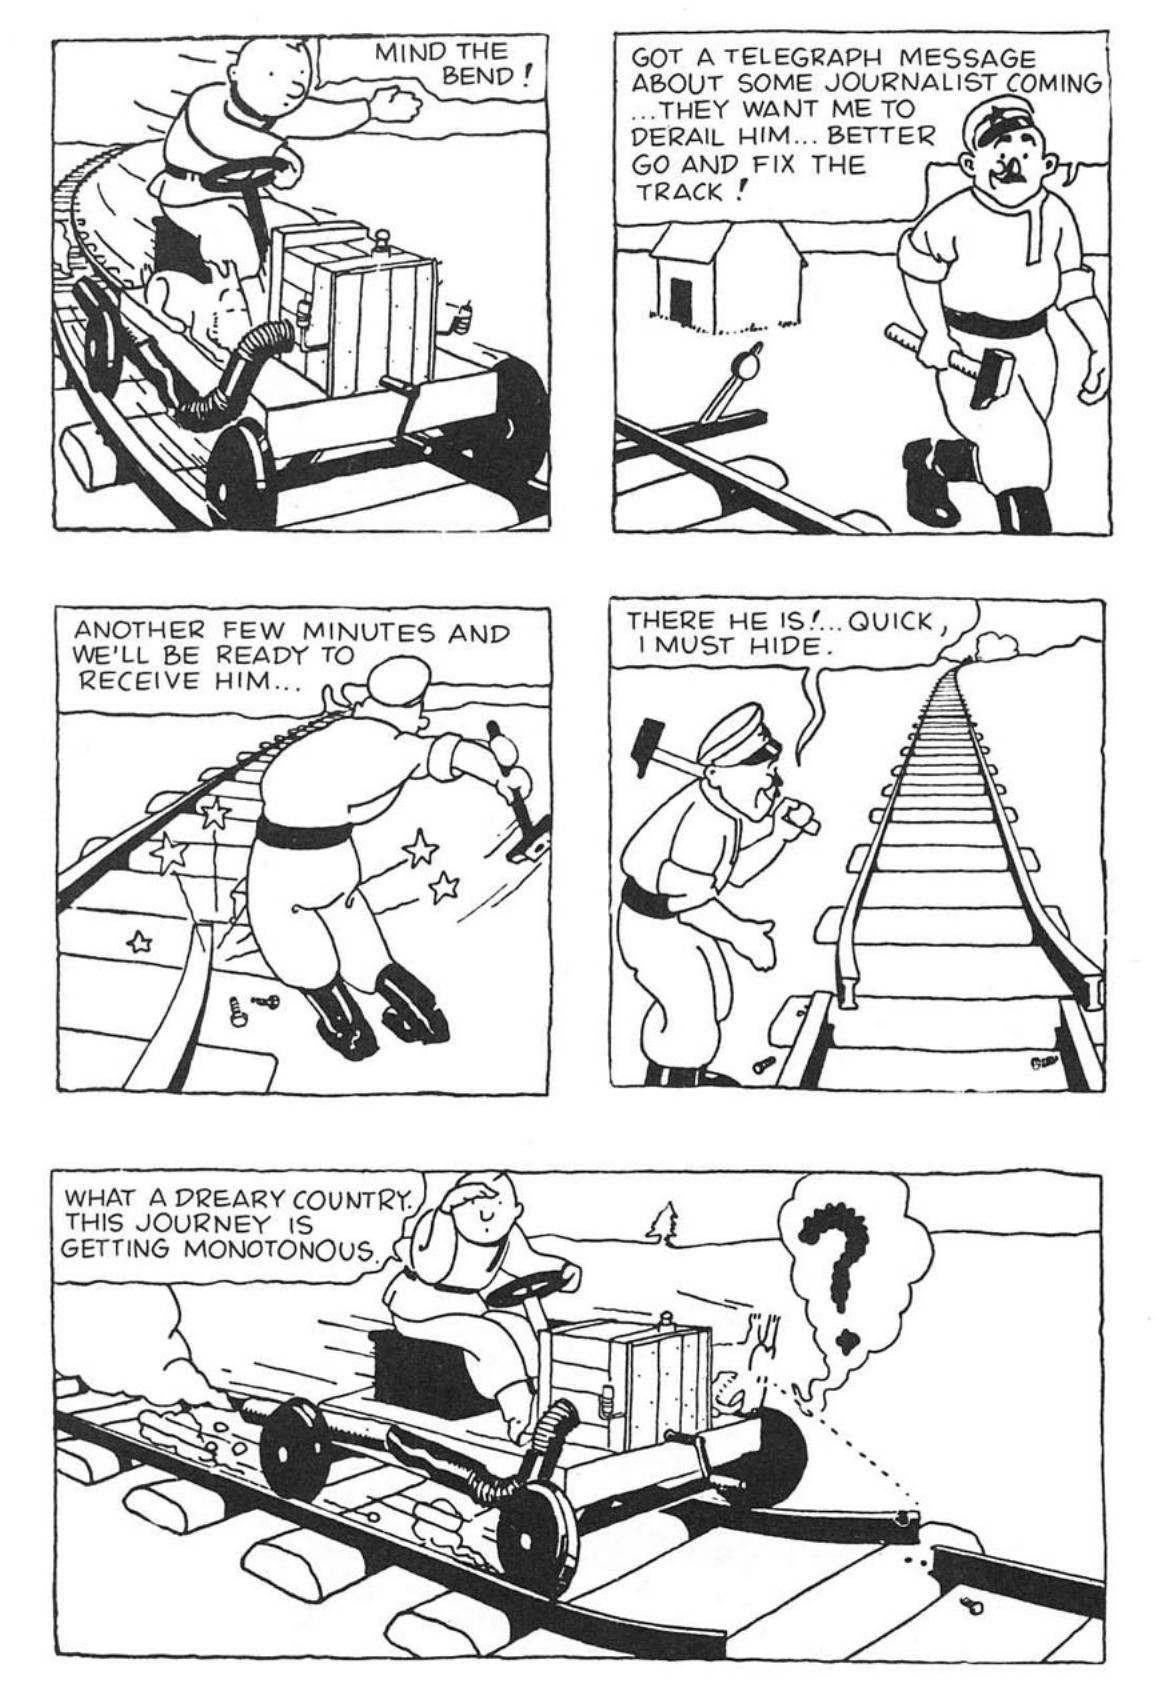 MIND THE
BEND!
GOT A TELEGRAPH MESSAGE
ABOUT SOME JOURNALIST COMING
...THEY WANT ME TO
DERAIL HIM... BETTER
GO AND FIX THE
TRACK!
ANOTHER FEW MINUTES AND
WE'LL BE READY TO
RECEIVE HIM...
THERE HE IS!... QUICK,
I MUST HIDE.
WHAT A DREARY COUNTRY.
THIS JOURNEY IS
GETTING MONOTONOUS.
?